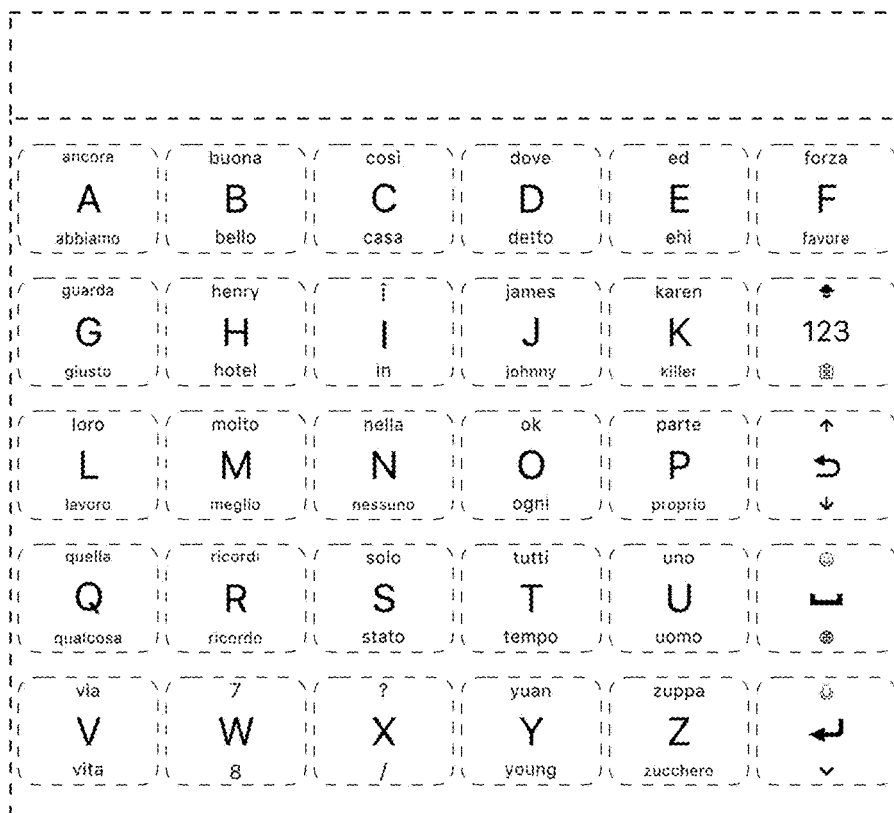 ancora buona così dove ed forza
A B C D E F
abbiamo bello casa detto ehi favore
guarda henry î james karen
G H I J K 123
giusto hotel in johnny killer
loro molto nella ok parte
L M N O P
lavoro meglio nessuno ogni proprio
quella ricordi solo tutti uno
Q R S T U
qualcosa ricordo stato tempo uomo
via 7 ? yuan zuppa
V W X Y Z
vita 8 / young zucchero